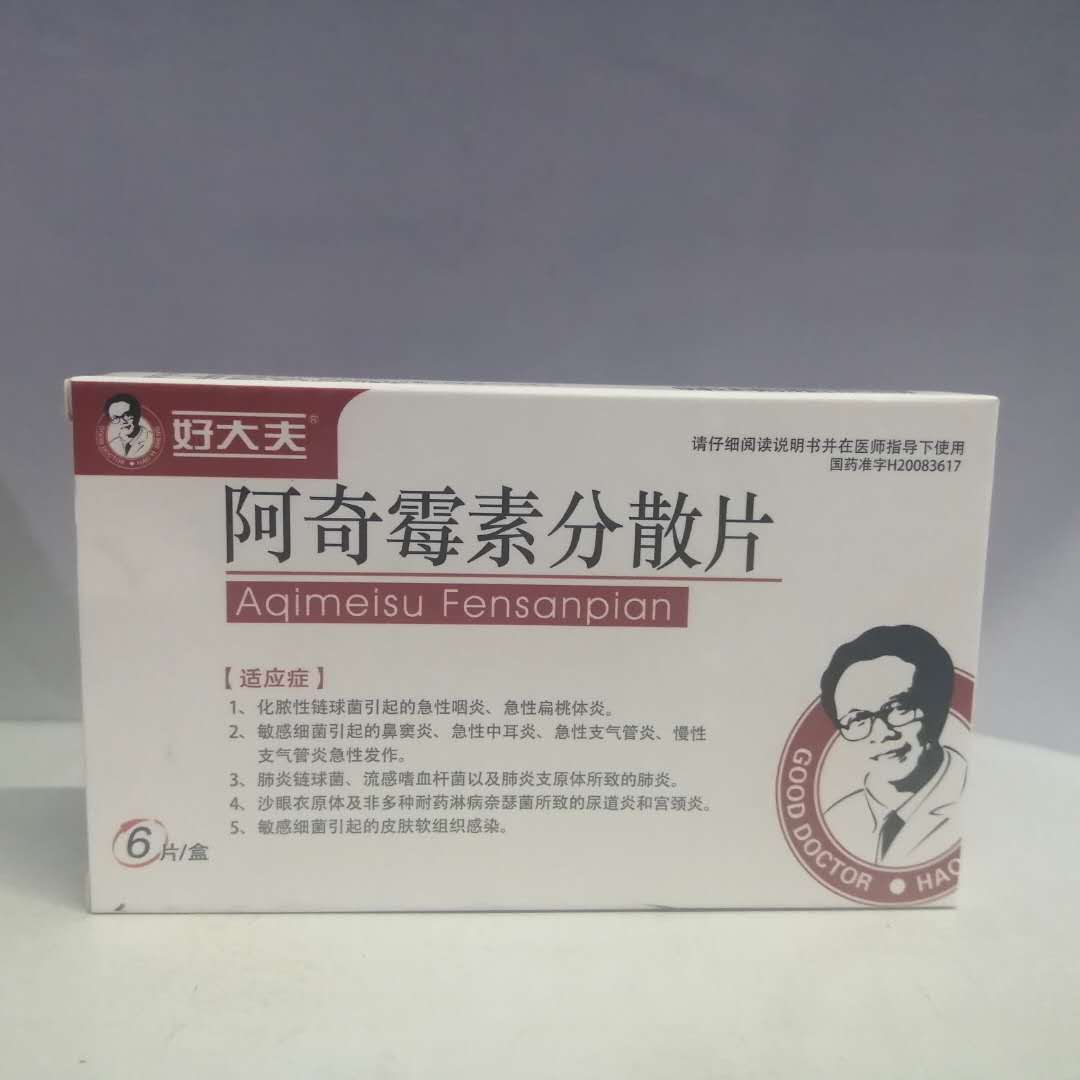 好大夫®
请仔细阅读说明书并在医师指导下使用
国药准字H20083617
阿奇霉素分散片
Aqimeisu Fensanpian
【适应症】
1、化脓性链球菌引起的急性咽炎、急性扁桃体炎。
2、敏感细菌引起的鼻窦炎、急性中耳炎、急性支气管炎、慢性
支气管炎急性发作。
3、肺炎链球菌、流感嗜血杆菌以及肺炎支原体所致的肺炎。
4、沙眼衣原体及非多种耐药淋病奈瑟菌所致的尿道炎和宫颈炎。
5、敏感细菌引起的皮肤软组织感染。
6片/盒
GOOD DOCTOR • HAO